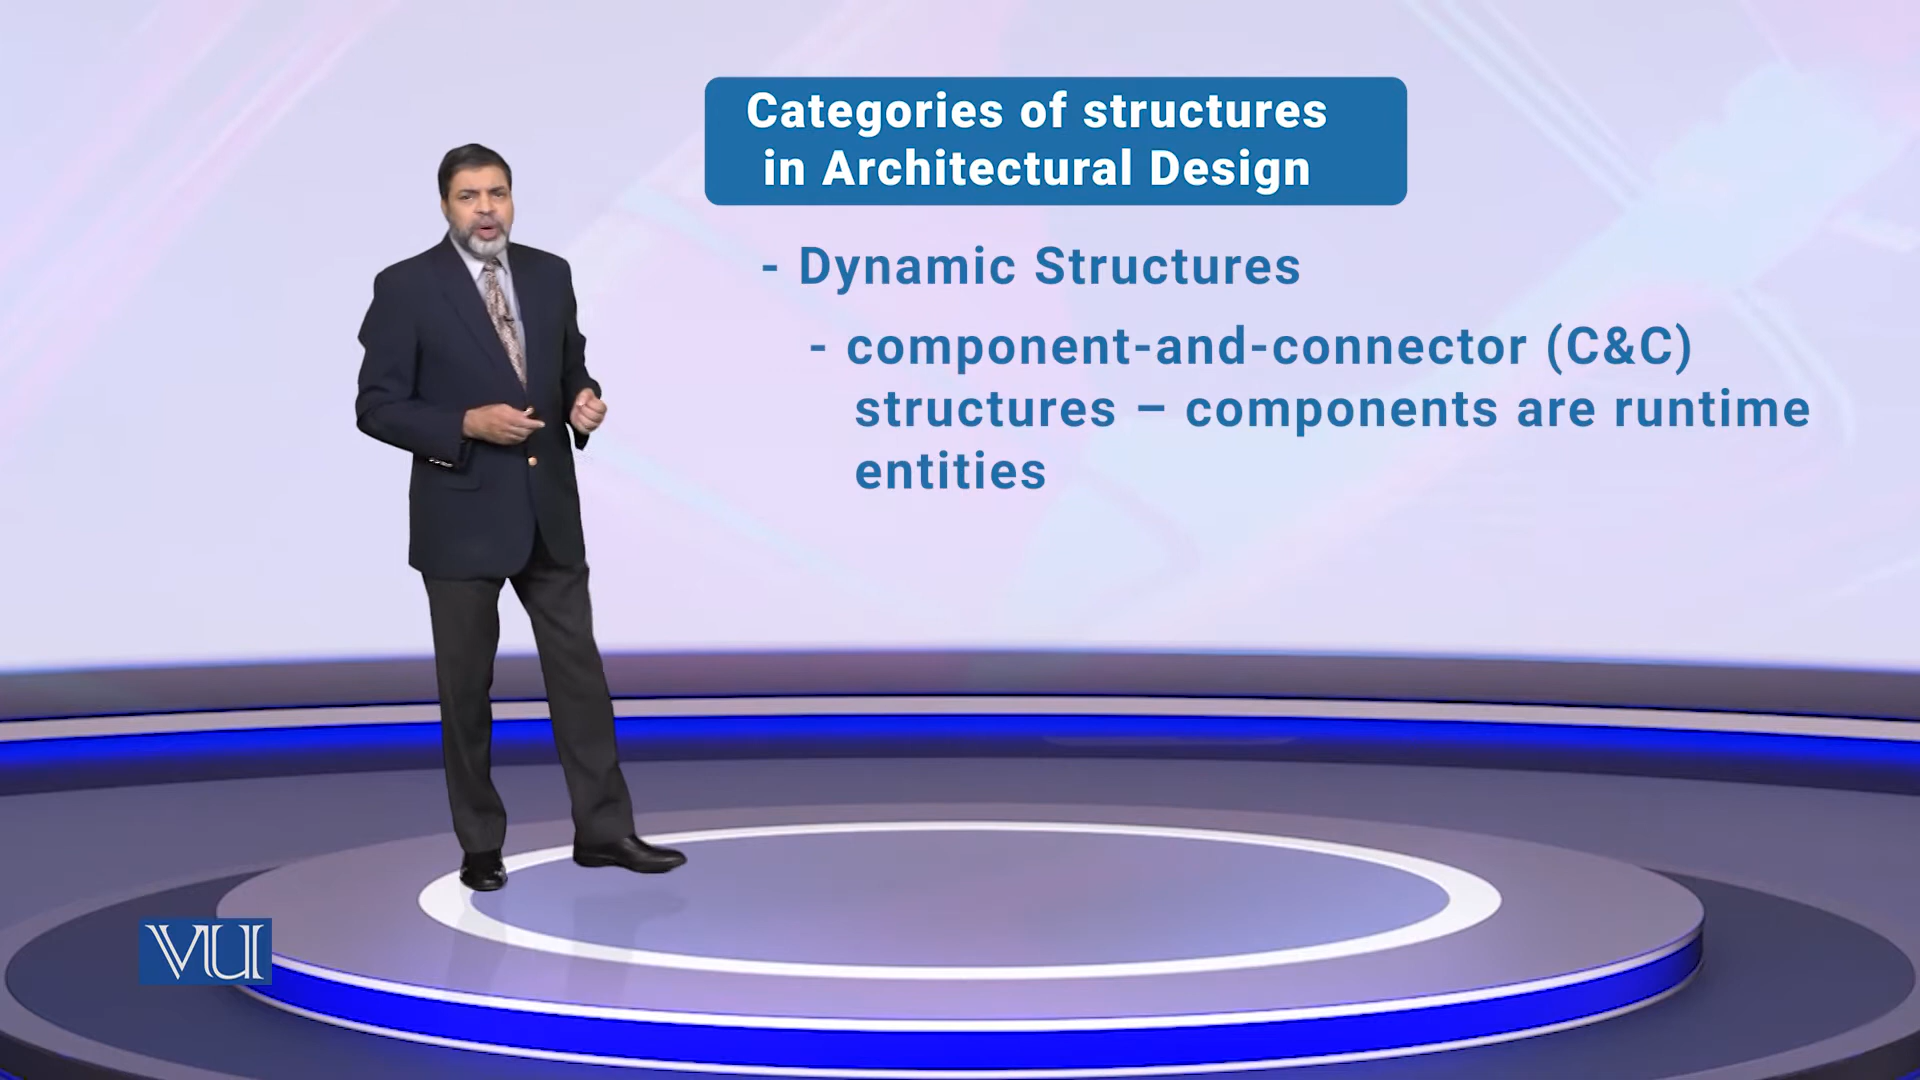 Categories of structures
in Architectural Design
- Dynamic Structures
- component-and-connector (C&C)
structures – components are runtime
entities
VU